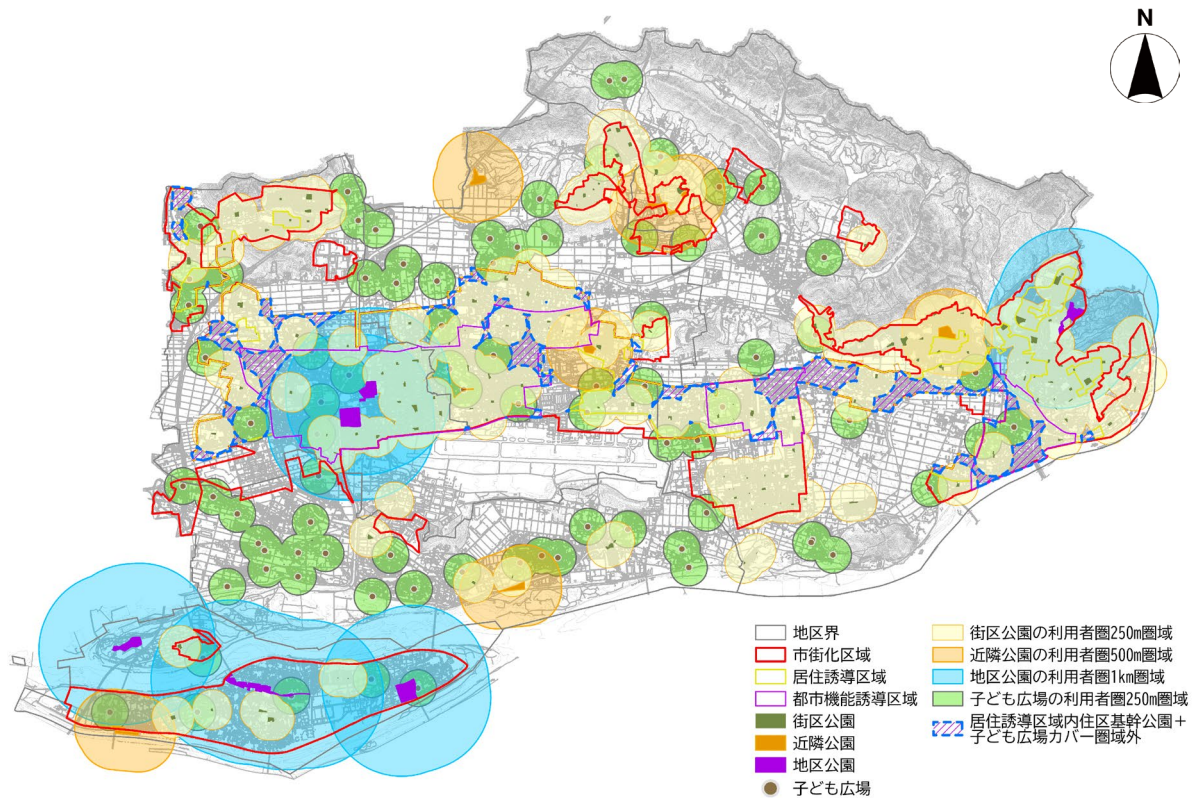 N
地区界
市街化区域
居住誘導区域
都市機能誘導区域
街区公園
近隣公園
地区公園
子ども広場
街区公園の利用者圏250m圏域
近隣公園の利用者圏500m圏域
地区公園の利用者圏1km圏域
子ども広場の利用者圏250m圏域
居住誘導区域内住区基幹公園＋
子ども広場カバー圏域外